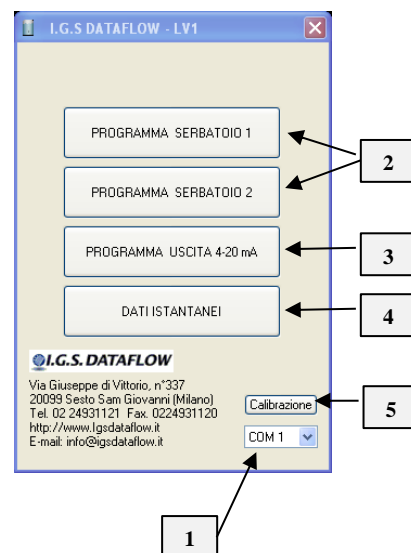 I.G.S DATAFLOW - LV1
PROGRAMMA SERBATOIO 1
PROGRAMMA SERBATOIO 2
2
PROGRAMMA USCITA 4-20 mA
3
DATI ISTANTANEI
4
I.G.S. DATAFLOW
Via Giuseppe di Vittorio, n°337
20099 Sesto Sam Giovanni (Milano)
Tel. 02 24931121 Fax. 0224931120
http://www.Igsdataflow.it
E-mail: info@igsdataflow.it
Calibrazione
5
COM 1
1